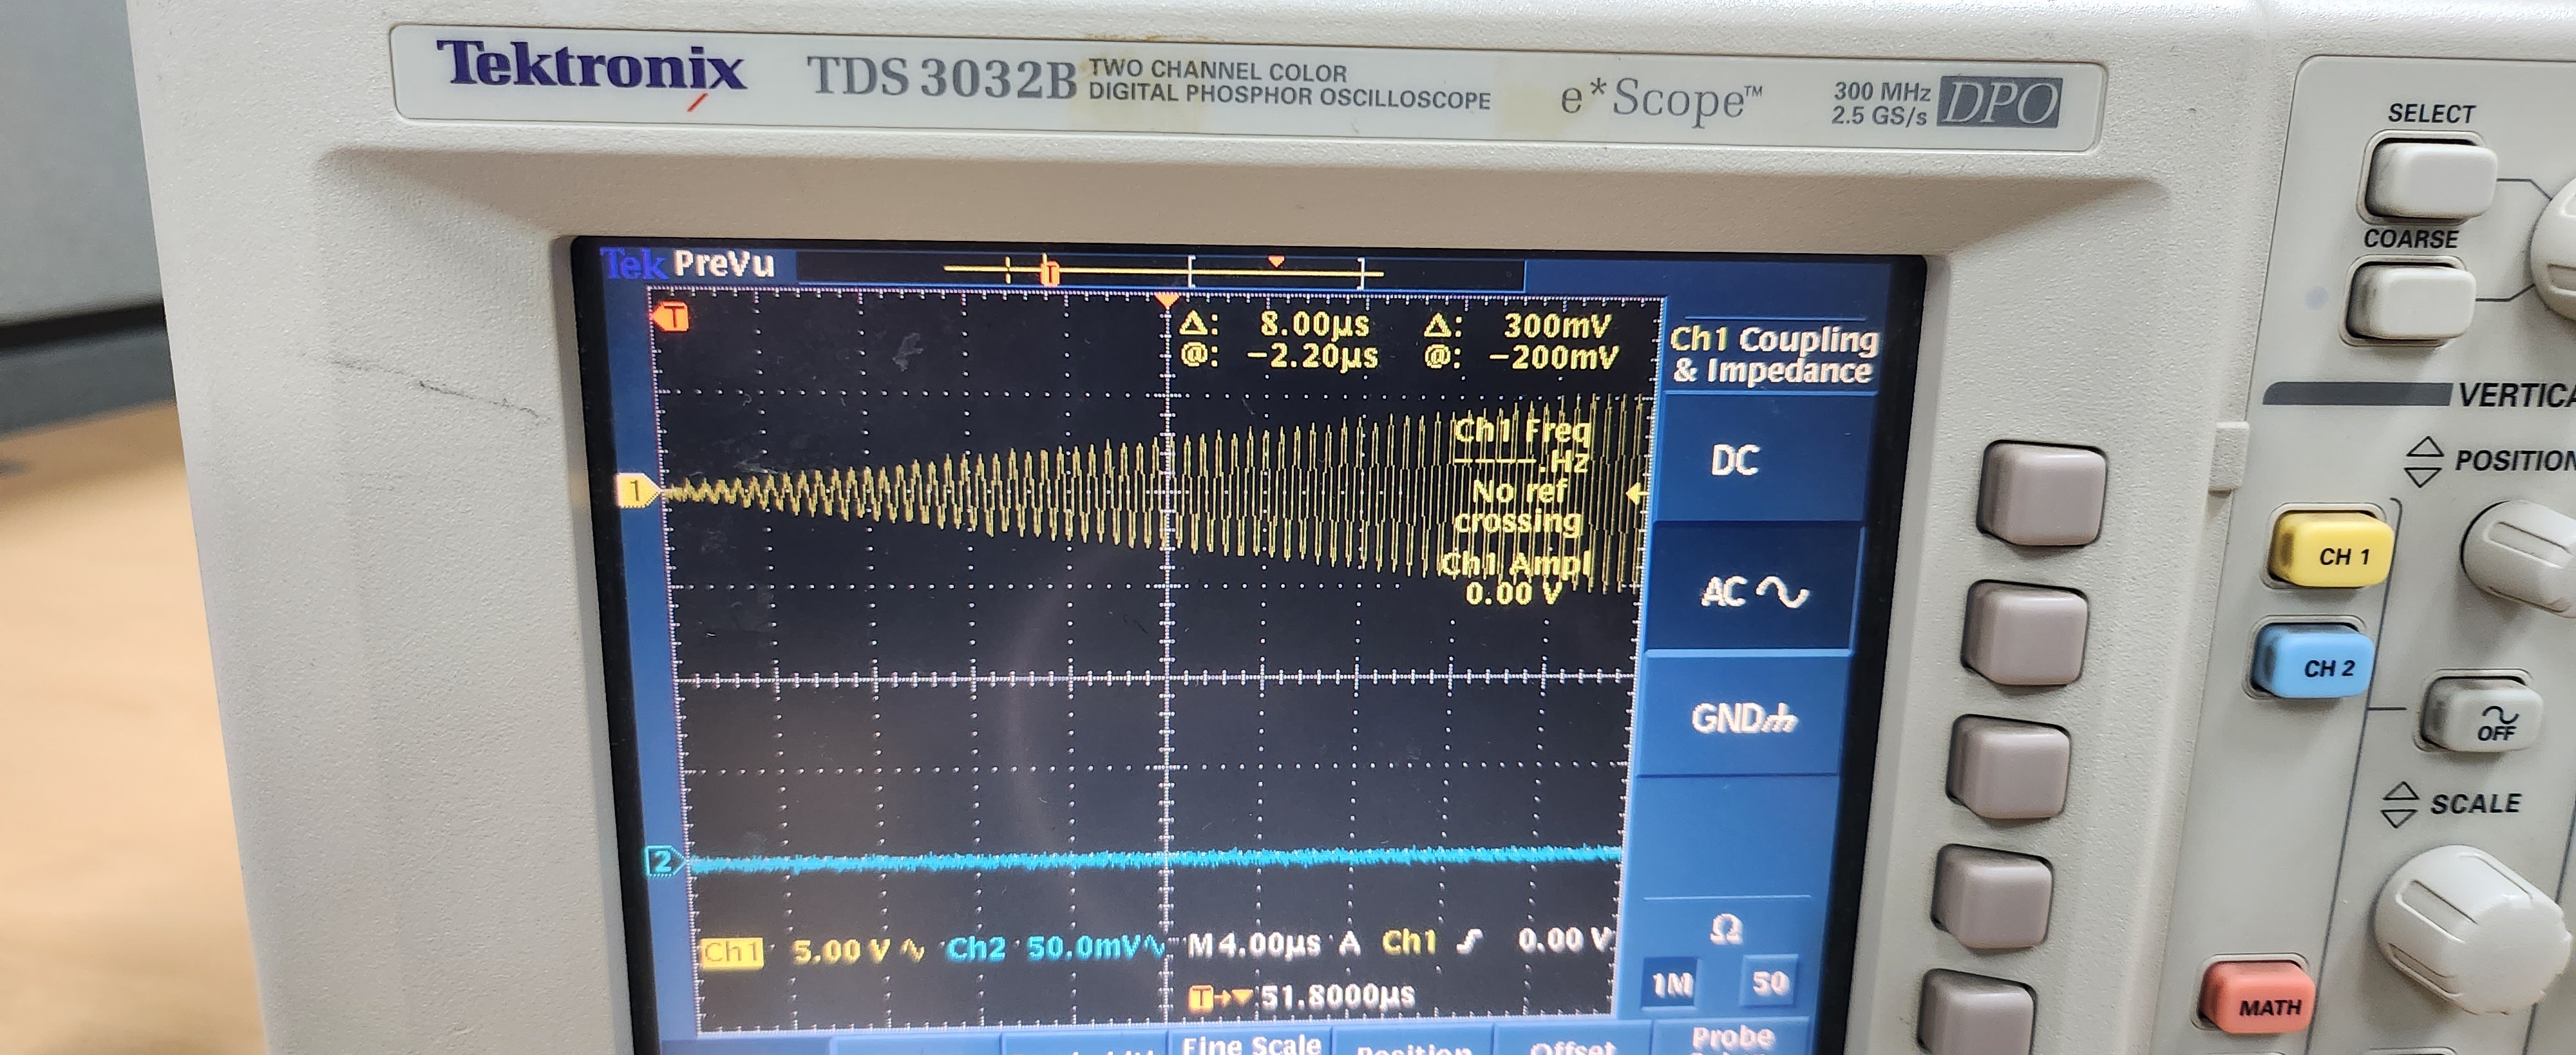 Tektronix TDS 3032B TWO CHANNEL COLOR
DIGITAL PHOSPHOR OSCILLOSCOPE
e*Scope™
300 MHz
2.5 GS/s
DPO
SELECT
COARSE
Tek PreVu
T
T
Δ: 8.00µs Δ: 300mV
@: -2.20µs @: -200mV
Ch1 Coupling
& Impedance
DC
AC
GND
Ω
1M 50
1
Ch1 Freq
.Hz
No ref
crossing
Ch1 Ampl
0.00 V
2
Ch1 5.00 V Ch2 50.0mV M 4.00µs A Ch1 0.00 V
T 51.8000µs
Fine Scale
Position
Offset
Probe
POSITION
CH 1
CH 2
OFF
SCALE
MATH